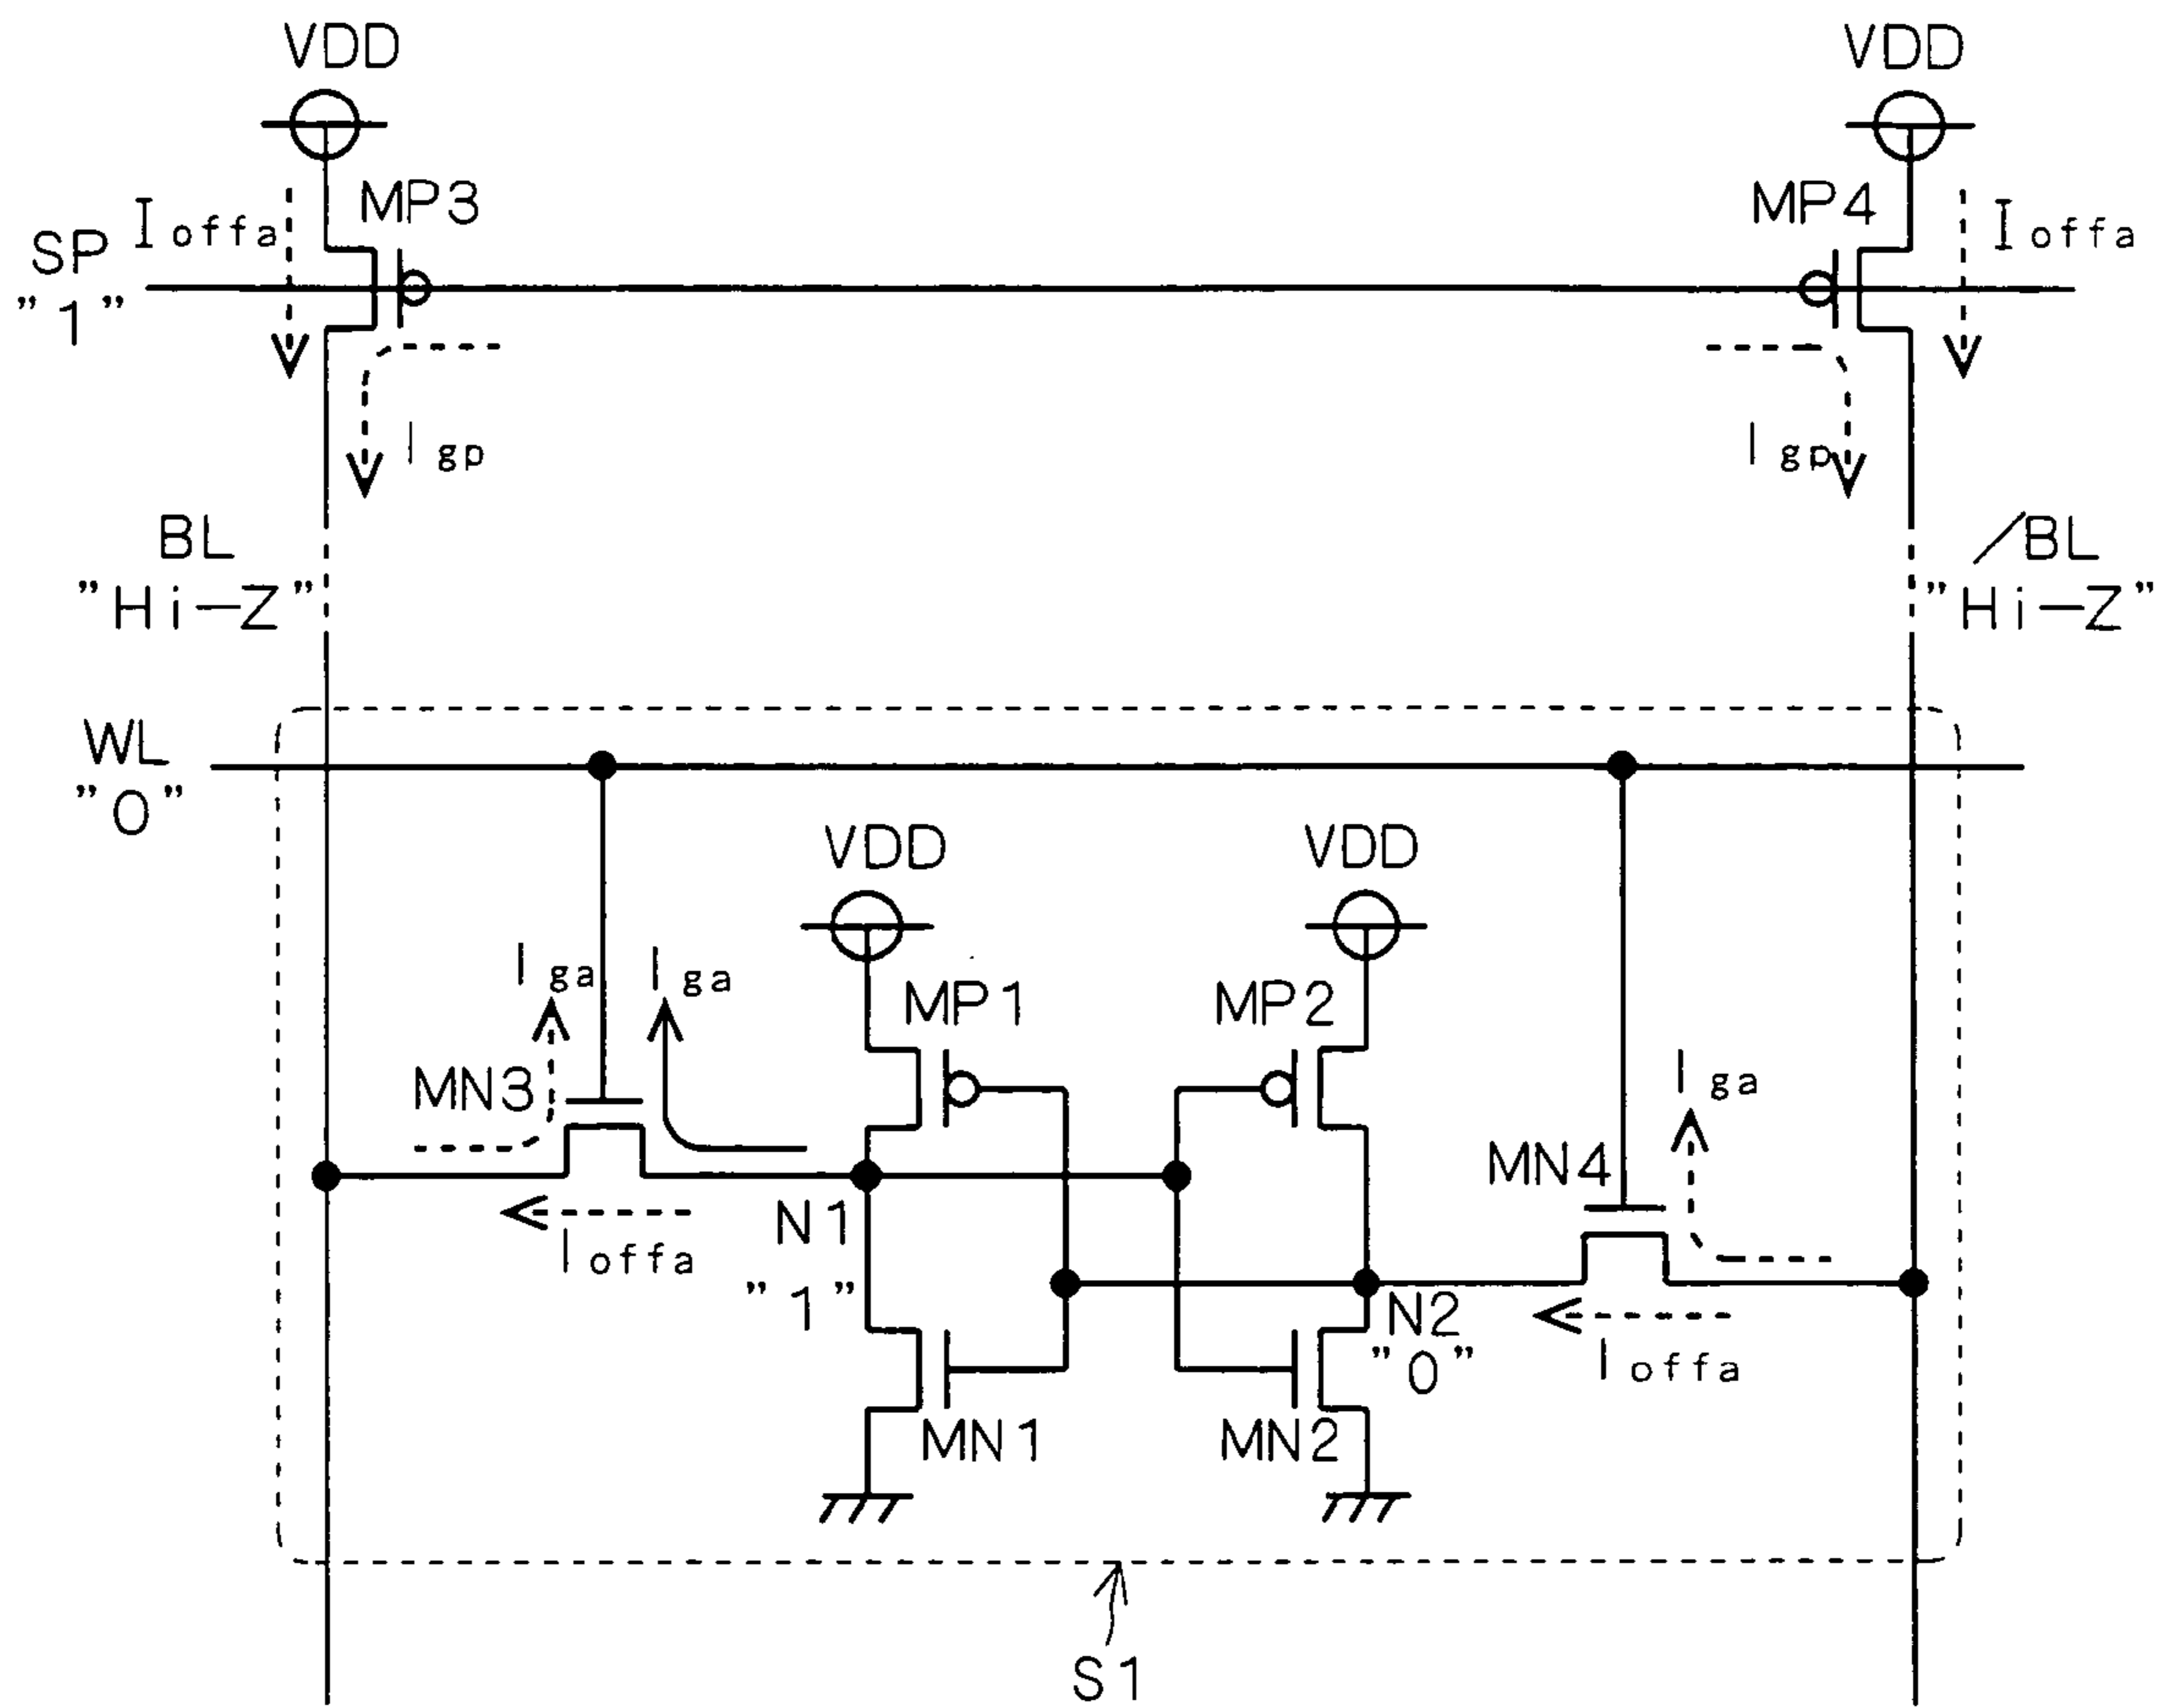 VDD
VDD
MP3
MP4
Ioffa
Ioffa
SP
"1"
Igp
Igp
BL
"Hi-Z"
/BL
"Hi-Z"
WL
"0"
VDD
VDD
Iga
Iga
MP1
MP2
MN3
Iga
MN4
N1
"1"
Ioffa
N2
"0"
Ioffa
MN1
MN2
S1